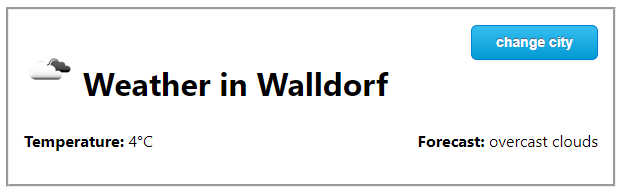 change city
Weather in Walldorf
Temperature: 4°C
Forecast: overcast clouds